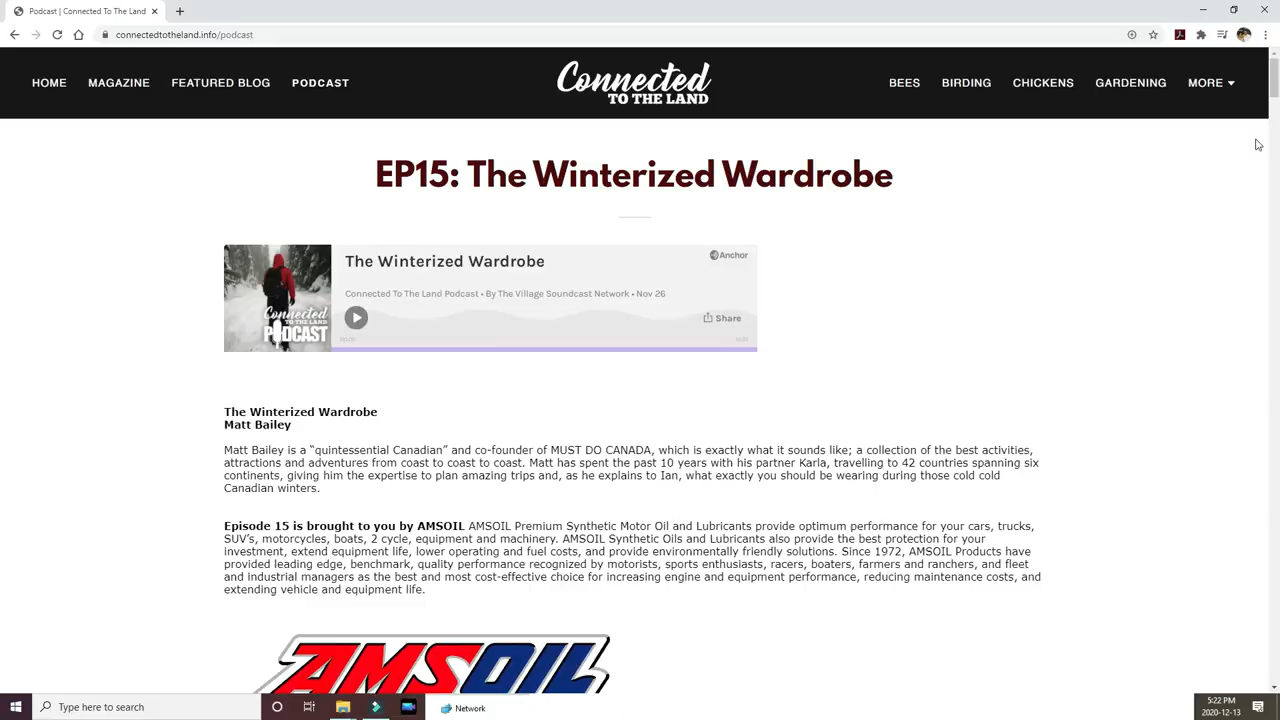 Podcast | Connected To The Land
connectedtotheland.info/podcast
HOME MAGAZINE FEATURED BLOG PODCAST
Connected
TO THE LAND
BEES BIRDING CHICKENS GARDENING MORE
EP15: The Winterized Wardrobe
The Winterized Wardrobe
Anchor
Connected To The Land Podcast • By The Village Soundcast Network • Nov 26
Share
Connected
TO THE LAND
PODCAST
The Winterized Wardrobe
Matt Bailey
Matt Bailey is a “quintessential Canadian” and co-founder of MUST DO CANADA, which is exactly what it sounds like; a collection of the best activities,
attractions and adventures from coast to coast to coast. Matt has spent the past 10 years with his partner Karla, travelling to 42 countries spanning six
continents, giving him the expertise to plan amazing trips and, as he explains to Ian, what exactly you should be wearing during those cold cold
Canadian winters.
Episode 15 is brought to you by AMSOIL AMSOIL Premium Synthetic Motor Oil and Lubricants provide optimum performance for your cars, trucks,
SUV’s, motorcycles, boats, 2 cycle, equipment and machinery. AMSOIL Synthetic Oils and Lubricants also provide the best protection for your
investment, extend equipment life, lower operating and fuel costs, and provide environmentally friendly solutions. Since 1972, AMSOIL Products have
provided leading edge, benchmark, quality performance recognized by motorists, sports enthusiasts, racers, boaters, farmers and ranchers, and fleet
and industrial managers as the best and most cost-effective choice for increasing engine and equipment performance, reducing maintenance costs, and
extending vehicle and equipment life.
AMSOIL
Type here to search
Network
5:22 PM
2020-12-13